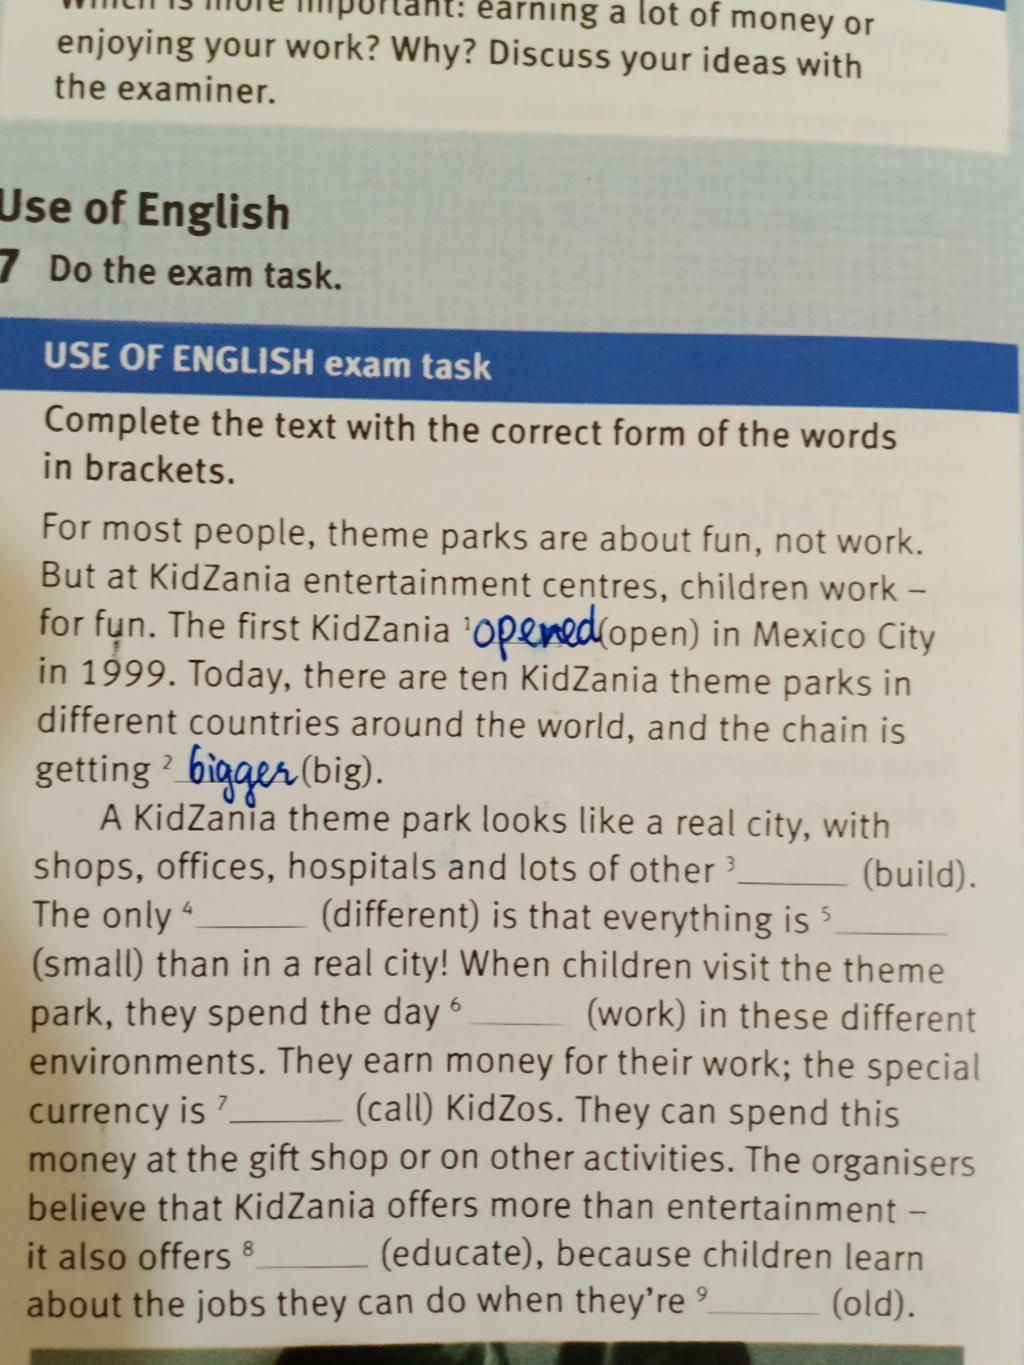 Which is more important: earning a lot of money or
enjoying your work? Why? Discuss your ideas with
the examiner.
Use of English
7 Do the exam task.
USE OF ENGLISH exam task
Complete the text with the correct form of the words
in brackets.
For most people, theme parks are about fun, not work.
But at KidZania entertainment centres, children work –
for fun. The first KidZania ¹opened (open) in Mexico City
in 1999. Today, there are ten KidZania theme parks in
different countries around the world, and the chain is
getting ² bigger (big).
A KidZania theme park looks like a real city, with
shops, offices, hospitals and lots of other ³______ (build).
The only ⁴______ (different) is that everything is ⁵______
(small) than in a real city! When children visit the theme
park, they spend the day ⁶______ (work) in these different
environments. They earn money for their work; the special
currency is ⁷______ (call) KidZos. They can spend this
money at the gift shop or on other activities. The organisers
believe that KidZania offers more than entertainment –
it also offers ⁸______ (educate), because children learn
about the jobs they can do when they're ⁹______ (old).